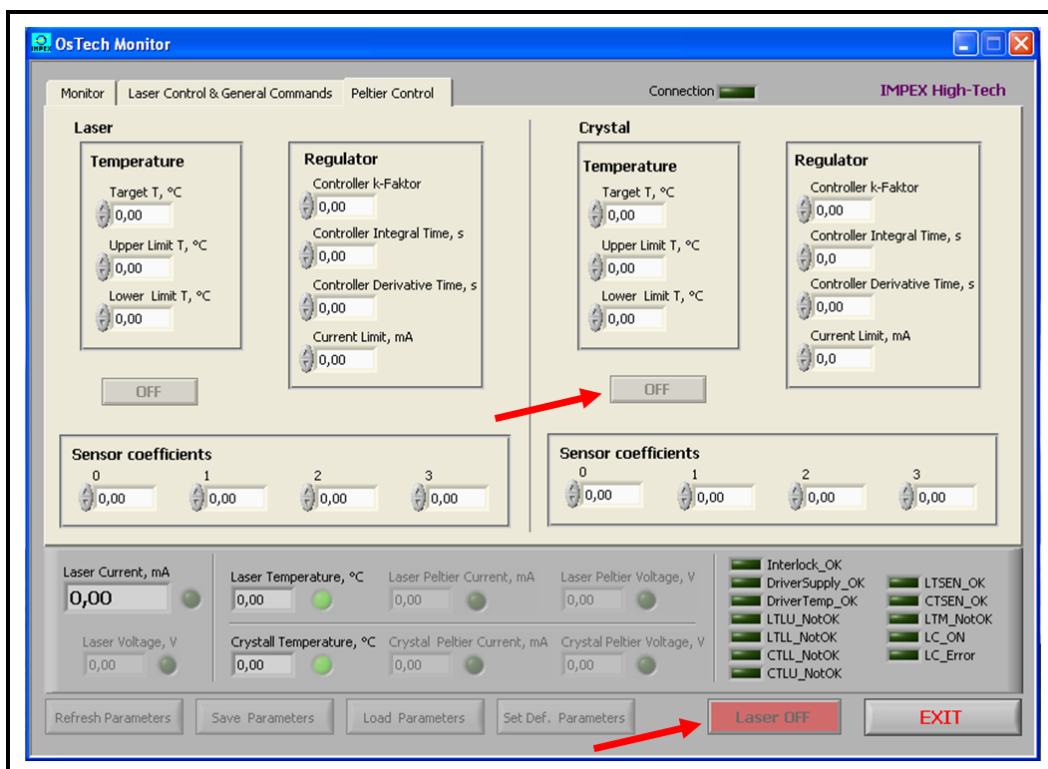 IMPEX OsTech Monitor
Monitor Laser Control & General Commands Peltier Control Connection IMPEX High-Tech
Laser
Temperature
Target T, °C
0,00
Upper Limit T, °C
0,00
Lower Limit T, °C
0,00
OFF
Regulator
Controller k-Faktor
0,00
Controller Integral Time, s
0,00
Controller Derivative Time, s
0,00
Current Limit, mA
0,00
Sensor coefficients
0 1 2 3
0,00 0,00 0,00 0,00
Crystal
Temperature
Target T, °C
0,00
Upper Limit T, °C
0,00
Lower Limit T, °C
0,00
OFF
Regulator
Controller k-Faktor
0,00
Controller Integral Time, s
0,0
Controller Derivative Time, s
0,00
Current Limit, mA
0,0
Sensor coefficients
0 1 2 3
0,00 0,00 0,00 0,00
Laser Current, mA
0,00
Laser Voltage, V
0,00
Laser Temperature, °C Laser Peltier Current, mA Laser Peltier Voltage, V
0,00 0,00 0,00
Crystall Temperature, °C Crystal Peltier Current, mA Crystal Peltier Voltage, V
0,00 0,00 0,00
Interlock_OK
DriverSupply_OK
DriverTemp_OK
LTLU_NotOK
LTLL_NotOK
CTLL_NotOK
CTLU_NotOK
LTSEN_OK
CTSEN_OK
LTM_NotOK
LC_ON
LC_Error
Refresh Parameters Save Parameters Load Parameters Set Def. Parameters Laser OFF EXIT